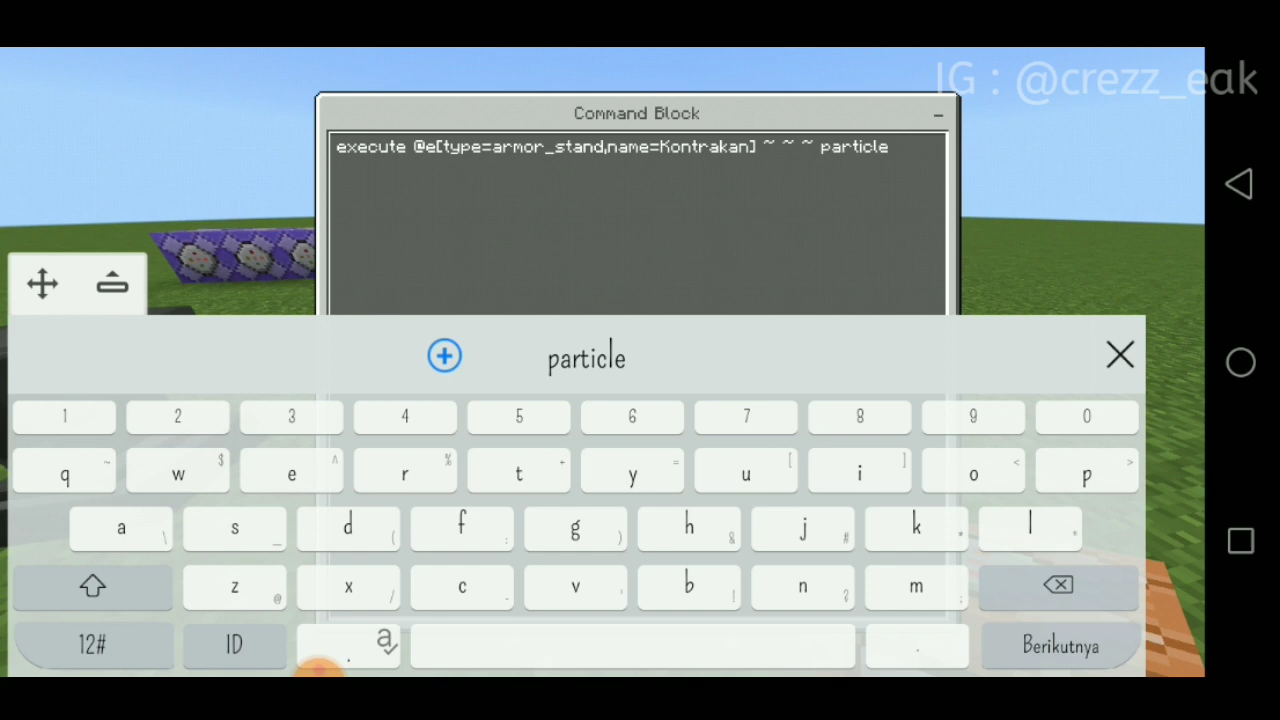 IG : @crezz_eak
Command Block
execute @e[type=armor_stand,name=Kontrakan] ~ ~ ~ particle
particle
1 2 3 4 5 6 7 8 9 0
q ~ w $ e ^ r % t + y = u [ i ] o < p >
a \ s _ d ( f : g ) h & j # k * l "
z @ x / c - v ' b ! n ? m ;
12# ID . a . Berikutnya